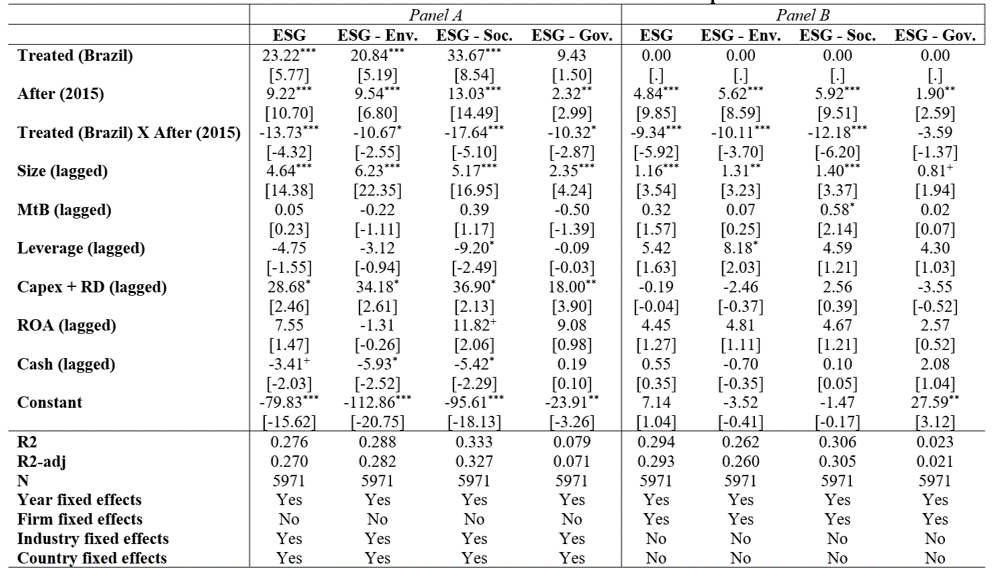 Panel A Panel B
ESG ESG - Env. ESG - Soc. ESG - Gov. ESG ESG - Env. ESG - Soc. ESG - Gov.
Treated (Brazil) 23.22*** 20.84*** 33.67*** 9.43 0.00 0.00 0.00 0.00
[5.77] [5.19] [8.54] [1.50] [.] [.] [.] [.]
After (2015) 9.22*** 9.54*** 13.03*** 2.32** 4.84*** 5.62*** 5.92*** 1.90**
[10.70] [6.80] [14.49] [2.99] [9.85] [8.59] [9.51] [2.59]
Treated (Brazil) X After (2015) -13.73*** -10.67* -17.64*** -10.32* -9.34*** -10.11*** -12.18*** -3.59
[-4.32] [-2.55] [-5.10] [-2.87] [-5.92] [-3.70] [-6.20] [-1.37]
Size (lagged) 4.64*** 6.23*** 5.17*** 2.35*** 1.16*** 1.31** 1.40*** 0.81+
[14.38] [22.35] [16.95] [4.24] [3.54] [3.23] [3.37] [1.94]
MtB (lagged) 0.05 -0.22 0.39 -0.50 0.32 0.07 0.58* 0.02
[0.23] [-1.11] [1.17] [-1.39] [1.57] [0.25] [2.14] [0.07]
Leverage (lagged) -4.75 -3.12 -9.20* -0.09 5.42 8.18* 4.59 4.30
[-1.55] [-0.94] [-2.49] [-0.03] [1.63] [2.03] [1.21] [1.03]
Capex + RD (lagged) 28.68* 34.18* 36.90* 18.00** -0.19 -2.46 2.56 -3.55
[2.46] [2.61] [2.13] [3.90] [-0.04] [-0.37] [0.39] [-0.52]
ROA (lagged) 7.55 -1.31 11.82+ 9.08 4.45 4.81 4.67 2.57
[1.47] [-0.26] [2.06] [0.98] [1.27] [1.11] [1.21] [0.52]
Cash (lagged) -3.41+ -5.93* -5.42* 0.19 0.55 -0.70 0.10 2.08
[-2.03] [-2.52] [-2.29] [0.10] [0.35] [-0.35] [0.05] [1.04]
Constant -79.83*** -112.86*** -95.61*** -23.91** 7.14 -3.52 -1.47 27.59**
[-15.62] [-20.75] [-18.13] [-3.26] [1.04] [-0.41] [-0.17] [3.12]
R2 0.276 0.288 0.333 0.079 0.294 0.262 0.306 0.023
R2-adj 0.270 0.282 0.327 0.071 0.293 0.260 0.305 0.021
N 5971 5971 5971 5971 5971 5971 5971 5971
Year fixed effects Yes Yes Yes Yes Yes Yes Yes Yes
Firm fixed effects No No No No Yes Yes Yes Yes
Industry fixed effects Yes Yes Yes Yes No No No No
Country fixed effects Yes Yes Yes Yes No No No No